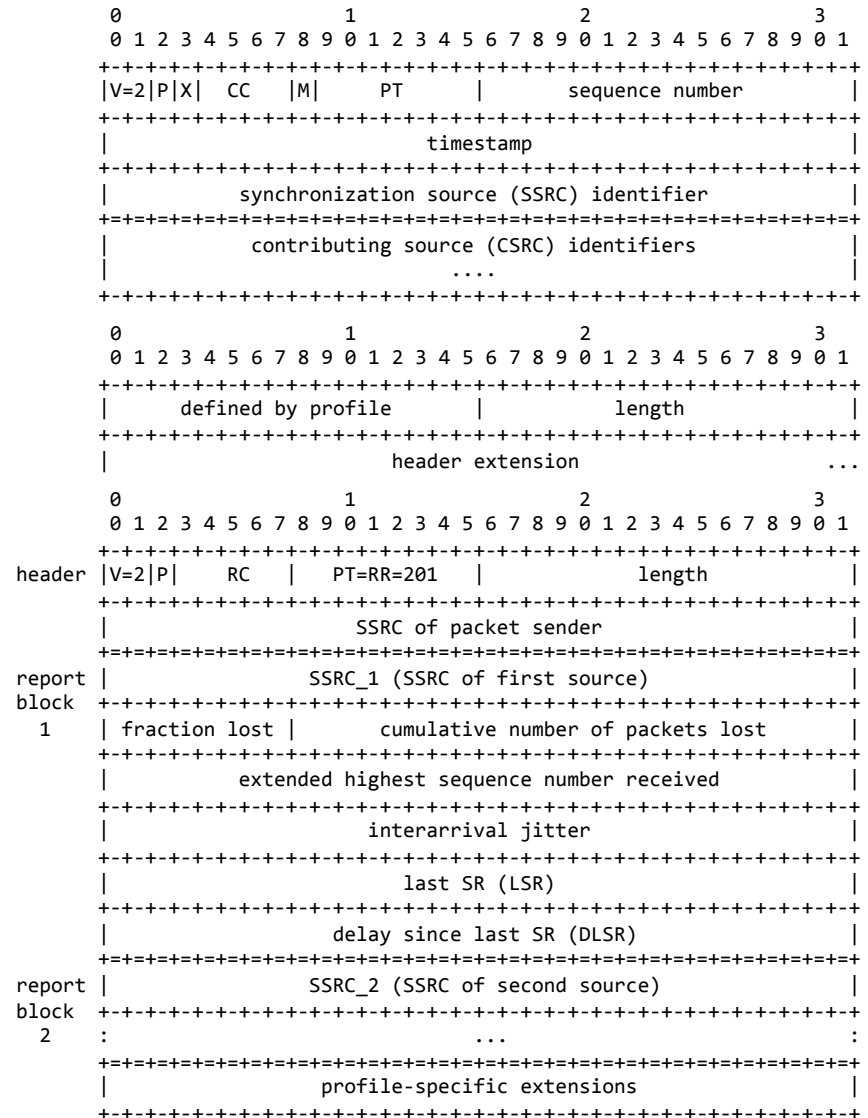 0                   1                   2                   3
0 1 2 3 4 5 6 7 8 9 0 1 2 3 4 5 6 7 8 9 0 1 2 3 4 5 6 7 8 9 0 1
+-+-+-+-+-+-+-+-+-+-+-+-+-+-+-+-+-+-+-+-+-+-+-+-+-+-+-+-+-+-+-+-+
|V=2|P|X|  CC   |M|     PT      |       sequence number         |
+-+-+-+-+-+-+-+-+-+-+-+-+-+-+-+-+-+-+-+-+-+-+-+-+-+-+-+-+-+-+-+-+
|                           timestamp                           |
+-+-+-+-+-+-+-+-+-+-+-+-+-+-+-+-+-+-+-+-+-+-+-+-+-+-+-+-+-+-+-+-+
|           synchronization source (SSRC) identifier            |
+=+=+=+=+=+=+=+=+=+=+=+=+=+=+=+=+=+=+=+=+=+=+=+=+=+=+=+=+=+=+=+=+
|            contributing source (CSRC) identifiers             |
|                             ....                              |
+-+-+-+-+-+-+-+-+-+-+-+-+-+-+-+-+-+-+-+-+-+-+-+-+-+-+-+-+-+-+-+-+
0                   1                   2                   3
0 1 2 3 4 5 6 7 8 9 0 1 2 3 4 5 6 7 8 9 0 1 2 3 4 5 6 7 8 9 0 1
+-+-+-+-+-+-+-+-+-+-+-+-+-+-+-+-+-+-+-+-+-+-+-+-+-+-+-+-+-+-+-+-+
|      defined by profile       |           length              |
+-+-+-+-+-+-+-+-+-+-+-+-+-+-+-+-+-+-+-+-+-+-+-+-+-+-+-+-+-+-+-+-+
|                        header extension                     ...
0                   1                   2                   3
0 1 2 3 4 5 6 7 8 9 0 1 2 3 4 5 6 7 8 9 0 1 2 3 4 5 6 7 8 9 0 1
+-+-+-+-+-+-+-+-+-+-+-+-+-+-+-+-+-+-+-+-+-+-+-+-+-+-+-+-+-+-+-+-+
header |V=2|P|    RC   |   PT=RR=201   |             length            |
+-+-+-+-+-+-+-+-+-+-+-+-+-+-+-+-+-+-+-+-+-+-+-+-+-+-+-+-+-+-+-+-+
|                     SSRC of packet sender                     |
+=+=+=+=+=+=+=+=+=+=+=+=+=+=+=+=+=+=+=+=+=+=+=+=+=+=+=+=+=+=+=+=+
report |                 SSRC_1 (SSRC of first source)                 |
block  +-+-+-+-+-+-+-+-+-+-+-+-+-+-+-+-+-+-+-+-+-+-+-+-+-+-+-+-+-+-+-+-+
1    | fraction lost |       cumulative number of packets lost       |
+-+-+-+-+-+-+-+-+-+-+-+-+-+-+-+-+-+-+-+-+-+-+-+-+-+-+-+-+-+-+-+-+
|           extended highest sequence number received           |
+-+-+-+-+-+-+-+-+-+-+-+-+-+-+-+-+-+-+-+-+-+-+-+-+-+-+-+-+-+-+-+-+
|                      interarrival jitter                      |
+-+-+-+-+-+-+-+-+-+-+-+-+-+-+-+-+-+-+-+-+-+-+-+-+-+-+-+-+-+-+-+-+
|                         last SR (LSR)                         |
+-+-+-+-+-+-+-+-+-+-+-+-+-+-+-+-+-+-+-+-+-+-+-+-+-+-+-+-+-+-+-+-+
|                   delay since last SR (DLSR)                  |
+=+=+=+=+=+=+=+=+=+=+=+=+=+=+=+=+=+=+=+=+=+=+=+=+=+=+=+=+=+=+=+=+
report |                 SSRC_2 (SSRC of second source)                |
block  +-+-+-+-+-+-+-+-+-+-+-+-+-+-+-+-+-+-+-+-+-+-+-+-+-+-+-+-+-+-+-+-+
2    :                               ...                             :
+=+=+=+=+=+=+=+=+=+=+=+=+=+=+=+=+=+=+=+=+=+=+=+=+=+=+=+=+=+=+=+=+
|                  profile-specific extensions                  |
+-+-+-+-+-+-+-+-+-+-+-+-+-+-+-+-+-+-+-+-+-+-+-+-+-+-+-+-+-+-+-+-+